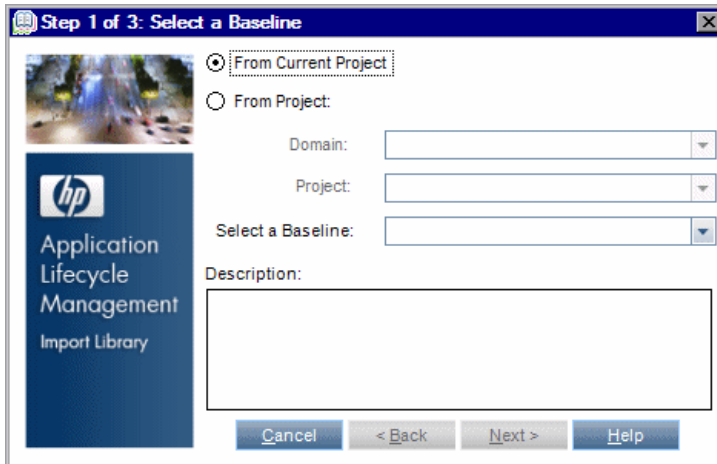 Step 1 of 3: Select a Baseline
From Current Project
From Project:
Domain:
Project:
Select a Baseline:
Description:
hp
Application
Lifecycle
Management
Import Library
Cancel
< Back
Next >
Help